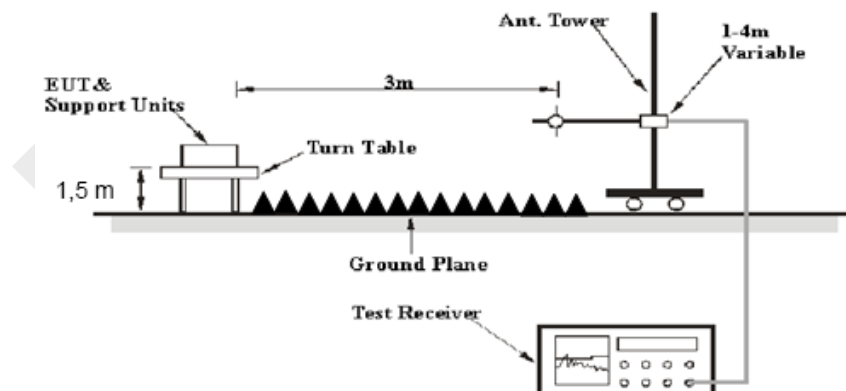 Ant. Tower
1-4m
Variable
3m
EUT&
Support Units
Turn Table
1,5 m
Ground Plane
Test Receiver